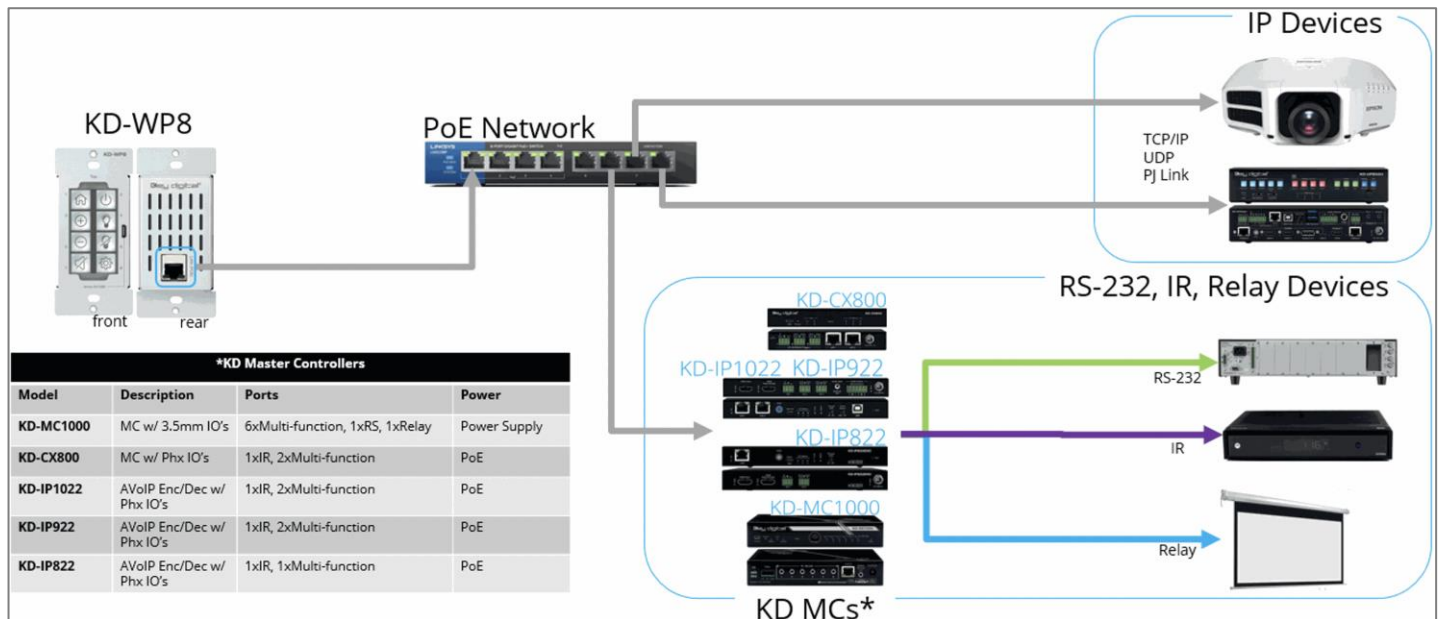 KD-WP8
front
rear
PoE Network
LINKSYS
IP Devices
TCP/IP
UDP
PJ Link
EPSON
Key digital
RS-232, IR, Relay Devices
KD-CX800
KD-IP1022 KD-IP922
KD-IP822
KD-MC1000
KD MCs*
RS-232
IR
Relay
*KD Master Controllers
Model Description Ports Power
KD-MC1000 MC w/ 3.5mm IO's 6xMulti-function, 1xRS, 1xRelay Power Supply
KD-CX800 MC w/ Phx IO's 1xIR, 2xMulti-function PoE
KD-IP1022 AVoIP Enc/Dec w/ Phx IO's 1xIR, 2xMulti-function PoE
KD-IP922 AVoIP Enc/Dec w/ Phx IO's 1xIR, 2xMulti-function PoE
KD-IP822 AVoIP Enc/Dec w/ Phx IO's 1xIR, 1xMulti-function PoE